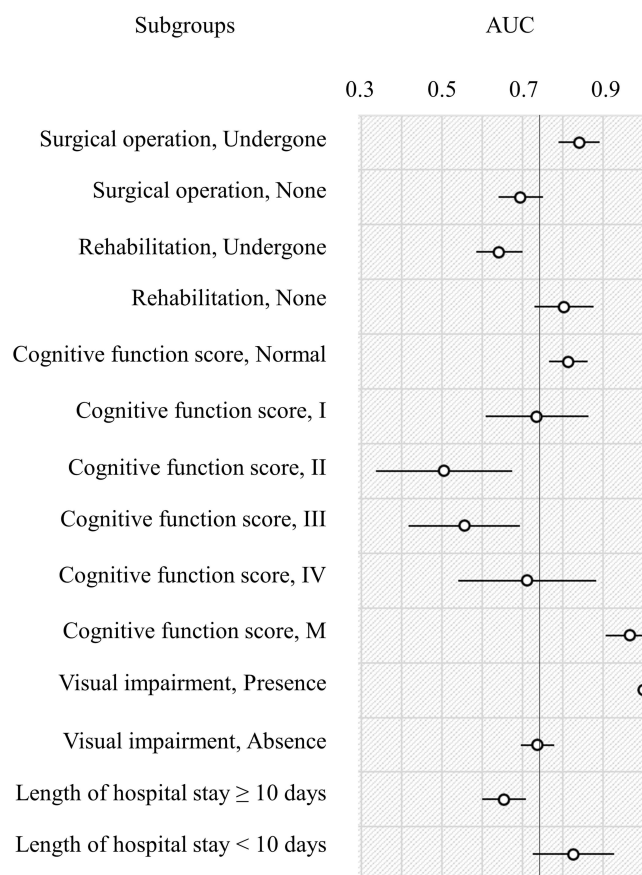 Subgroups AUC
0.3 0.5 0.7 0.9
Surgical operation, Undergone
Surgical operation, None
Rehabilitation, Undergone
Rehabilitation, None
Cognitive function score, Normal
Cognitive function score, I
Cognitive function score, II
Cognitive function score, III
Cognitive function score, IV
Cognitive function score, M
Visual impairment, Presence
Visual impairment, Absence
Length of hospital stay ≥ 10 days
Length of hospital stay < 10 days